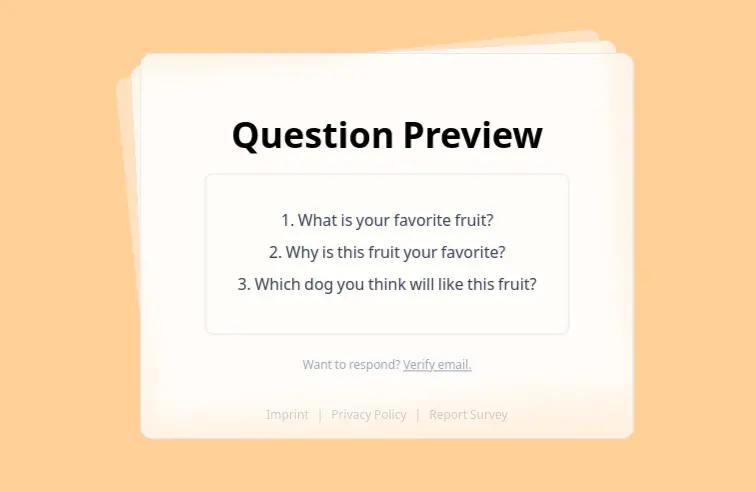 Question Preview
1. What is your favorite fruit?
2. Why is this fruit your favorite?
3. Which dog you think will like this fruit?
Want to respond? Verify email.
Imprint | Privacy Policy | Report Survey